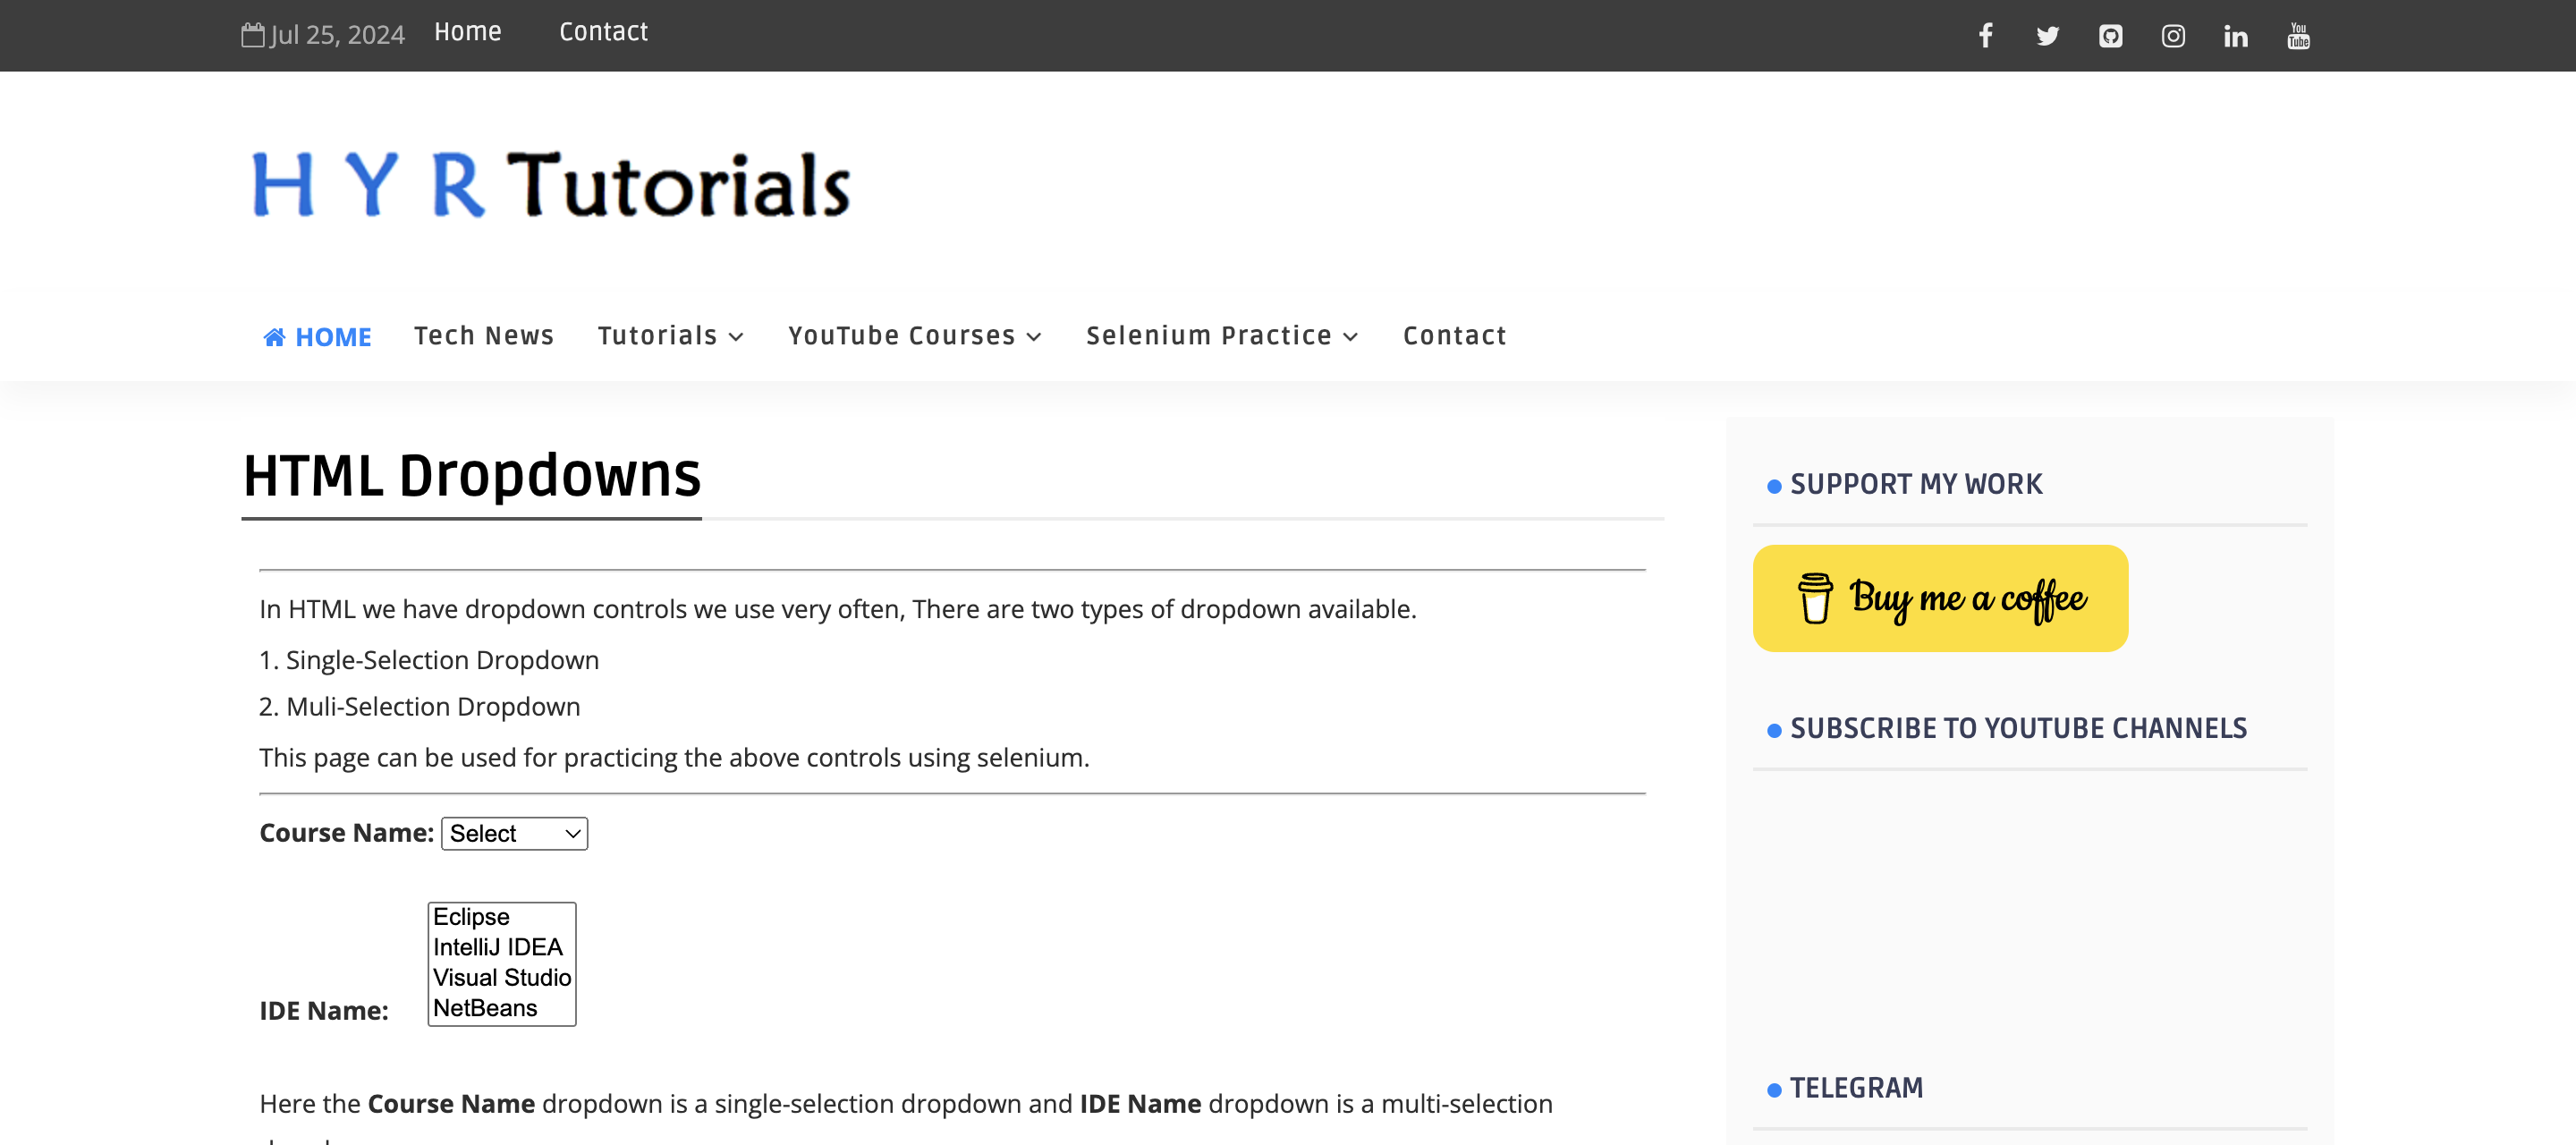 Jul 25, 2024 Home Contact
You
Tube
H Y R Tutorials
HOME Tech News Tutorials YouTube Courses Selenium Practice Contact
HTML Dropdowns
In HTML we have dropdown controls we use very often, There are two types of dropdown available.
1. Single-Selection Dropdown
2. Muli-Selection Dropdown
This page can be used for practicing the above controls using selenium.
Course Name: Select
Eclipse
IntelliJ IDEA
Visual Studio
NetBeans
IDE Name:
Here the Course Name dropdown is a single-selection dropdown and IDE Name dropdown is a multi-selection
SUPPORT MY WORK
Buy me a coffee
SUBSCRIBE TO YOUTUBE CHANNELS
TELEGRAM